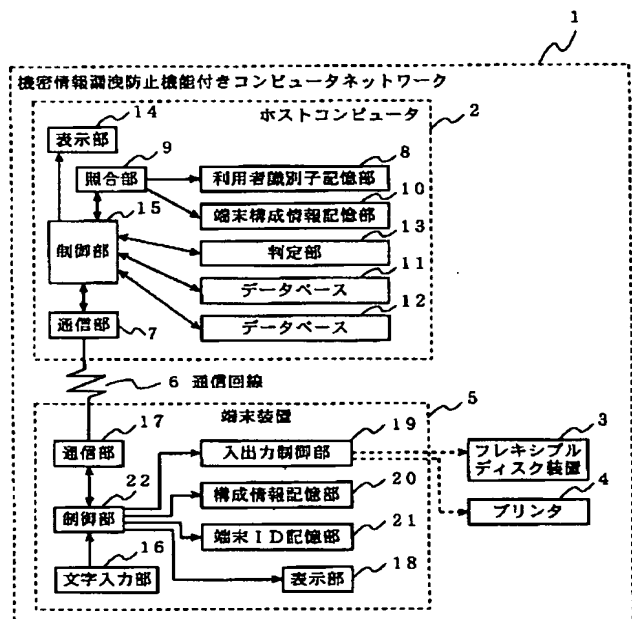 1
機密情報漏洩防止機能付きコンピュータネットワーク
14
ホストコンピュータ
2
表示部
9
8
照合部
利用者識別子記憶部
15
10
端末構成情報記憶部
13
制御部
判定部
11
データベース
12
通信部
データベース
7
6 通信回線
端末装置
5
17
19
3
通信部
入出力制御部
フレキシブル
ディスク装置
22
20
構成情報記憶部
4
制御部
21
プリンタ
端末ID記憶部
16
18
文字入力部
表示部